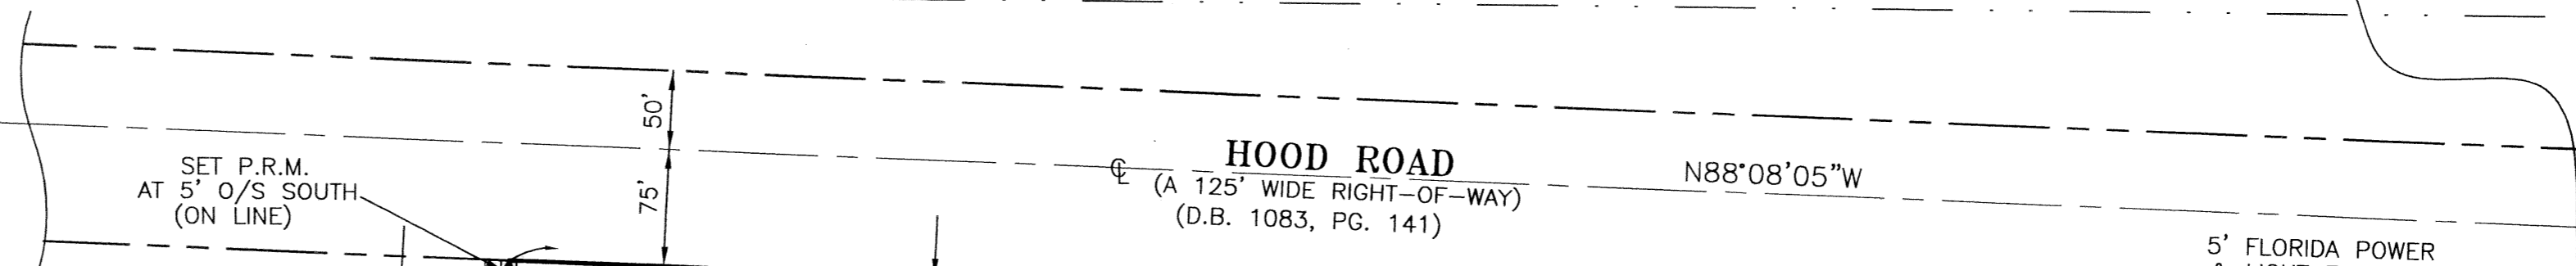 50'
75'
SET P.R.M.
AT 5' O/S SOUTH
(ON LINE)
℄
HOOD ROAD
(A 125' WIDE RIGHT-OF-WAY)
(D.B. 1083, PG. 141)
N88°08'05"W
5' FLORIDA POWER